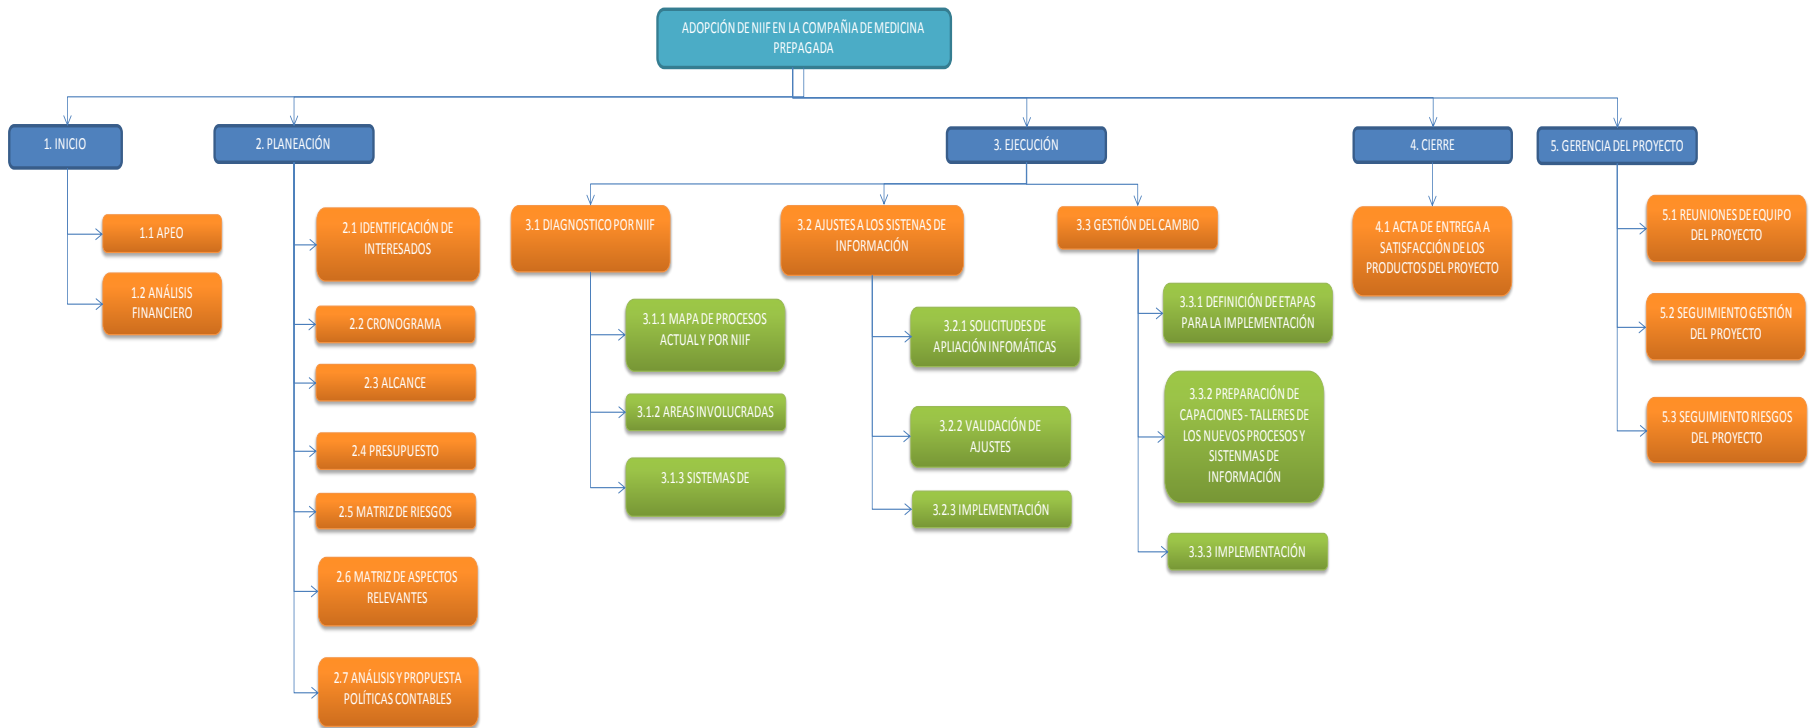 ADOPCIÓN DE NIIF EN LA COMPAÑIA DE MEDICINA
PREPAGADA
1. INICIO
1.1 APEO
1.2 ANÁLISIS
FINANCIERO
2. PLANEACIÓN
2.1 IDENTIFICACIÓN DE
INTERESADOS
2.2 CRONOGRAMA
2.3 ALCANCE
2.4 PRESUPUESTO
2.5 MATRIZ DE RIESGOS
2.6 MATRIZ DE ASPECTOS
RELEVANTES
2.7 ANÁLISIS Y PROPUESTA
POLÍTICAS CONTABLES
3. EJECUCIÓN
3.1 DIAGNOSTICO POR NIIF
3.1.1 MAPA DE PROCESOS
ACTUAL Y POR NIIF
3.1.2 AREAS INVOLUCRADAS
3.1.3 SISTEMAS DE
3.2 AJUSTES A LOS SISTENAS DE
INFORMACIÓN
3.2.1 SOLICITUDES DE
APLIACIÓN INFOMÁTICAS
3.2.2 VALIDACIÓN DE
AJUSTES
3.2.3 IMPLEMENTACIÓN
3.3 GESTIÓN DEL CAMBIO
3.3.1 DEFINICIÓN DE ETAPAS
PARA LA IMPLEMENTACIÓN
3.3.2 PREPARACIÓN DE
CAPACIONES - TALLERES DE
LOS NUEVOS PROCESOS Y
SISTENMAS DE
INFORMACIÓN
3.3.3 IMPLEMENTACIÓN
4. CIERRE
4.1 ACTA DE ENTREGA A
SATISFACCIÓN DE LOS
PRODUCTOS DEL PROYECTO
5. GERENCIA DEL PROYECTO
5.1 REUNIONES DE EQUIPO
DEL PROYECTO
5.2 SEGUIMIENTO GESTIÓN
DEL PROYECTO
5.3 SEGUIMIENTO RIESGOS
DEL PROYECTO